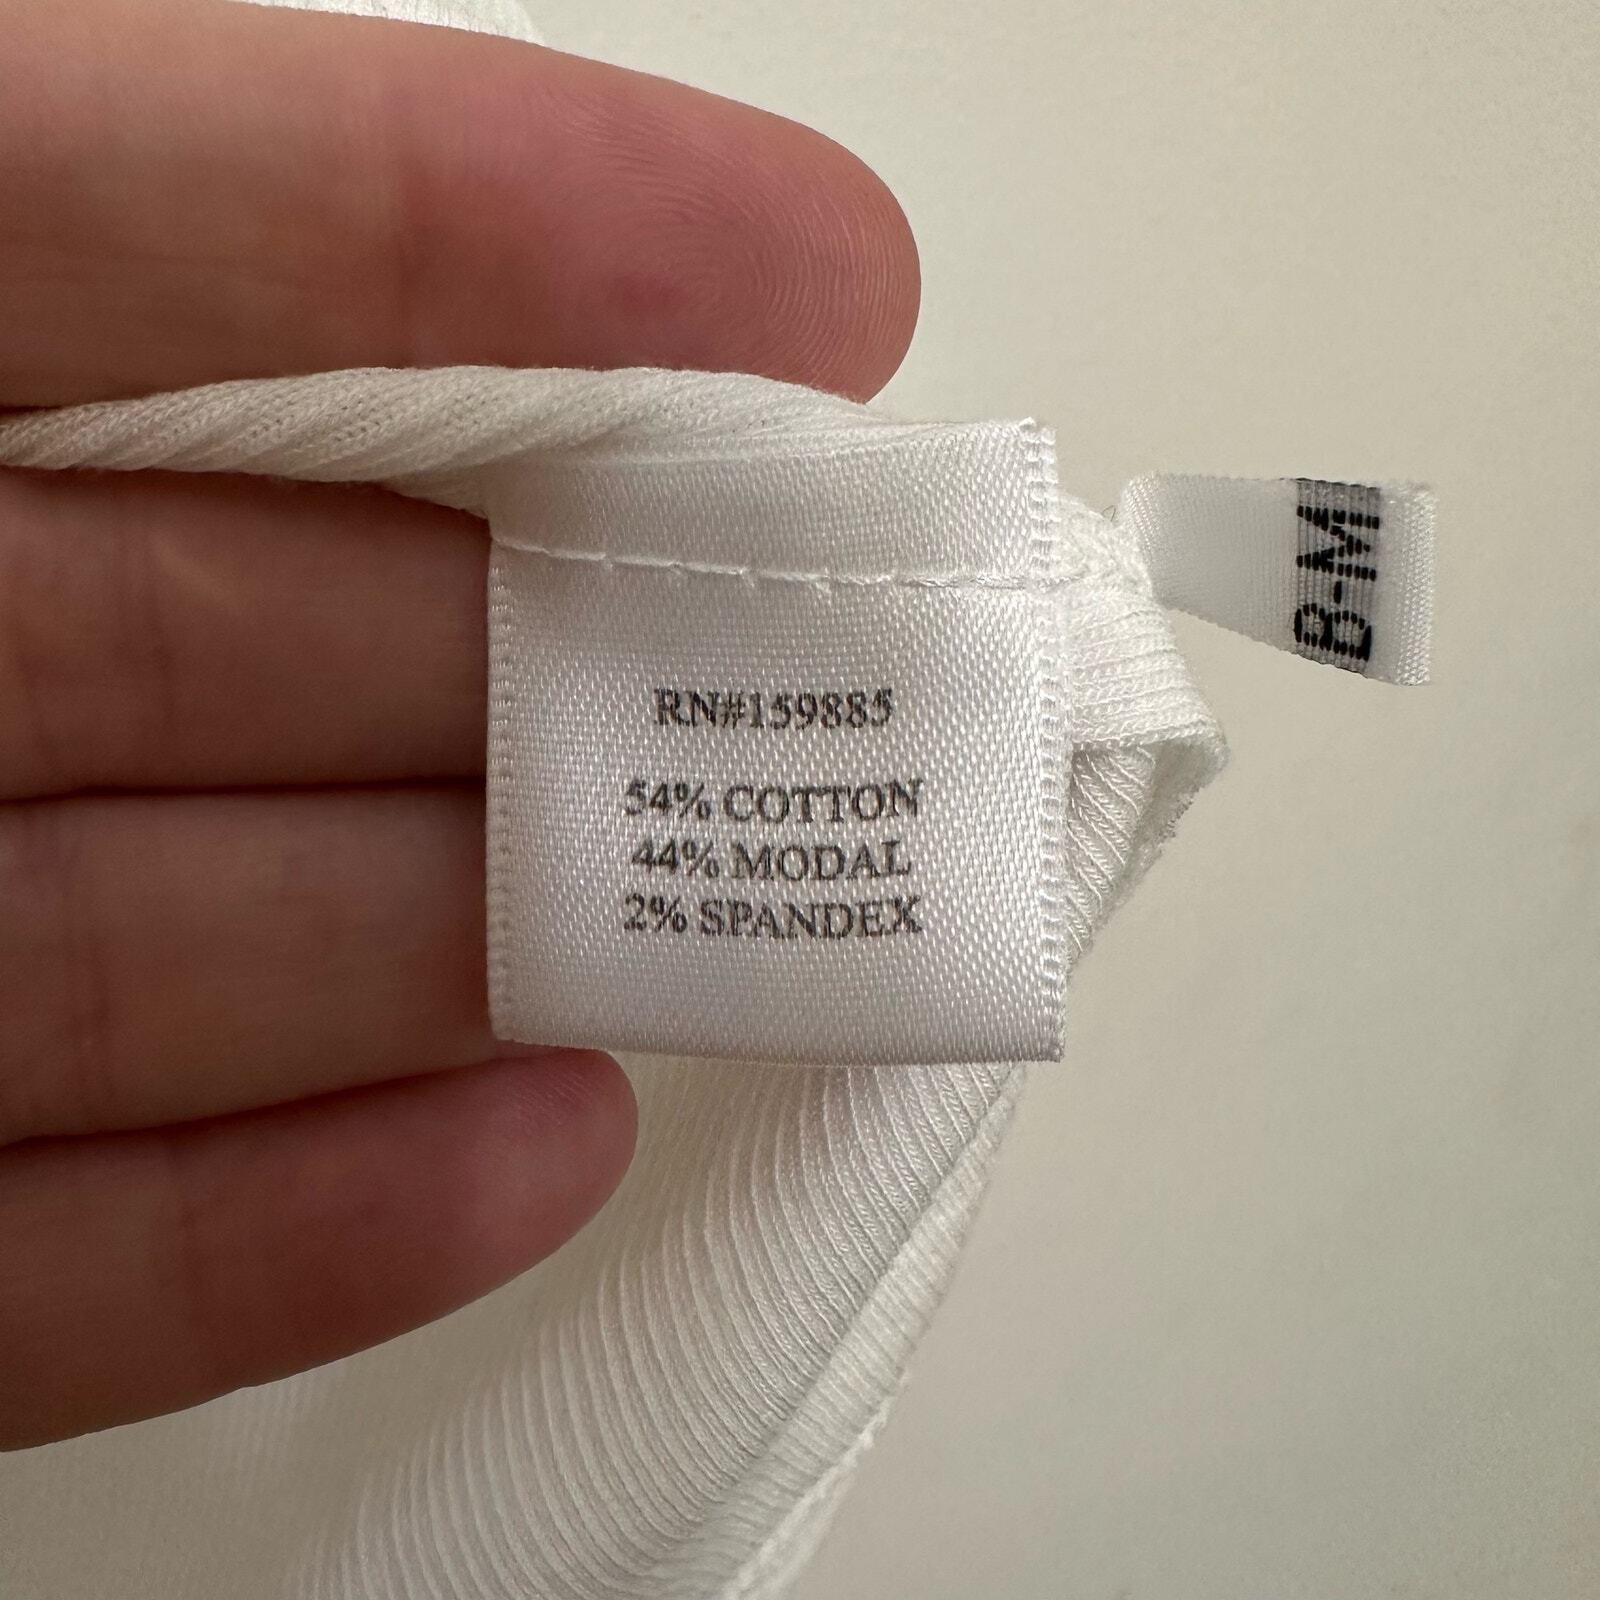 RN#159885
54% COTTON
44% MODAL
2% SPANDEX
B-M